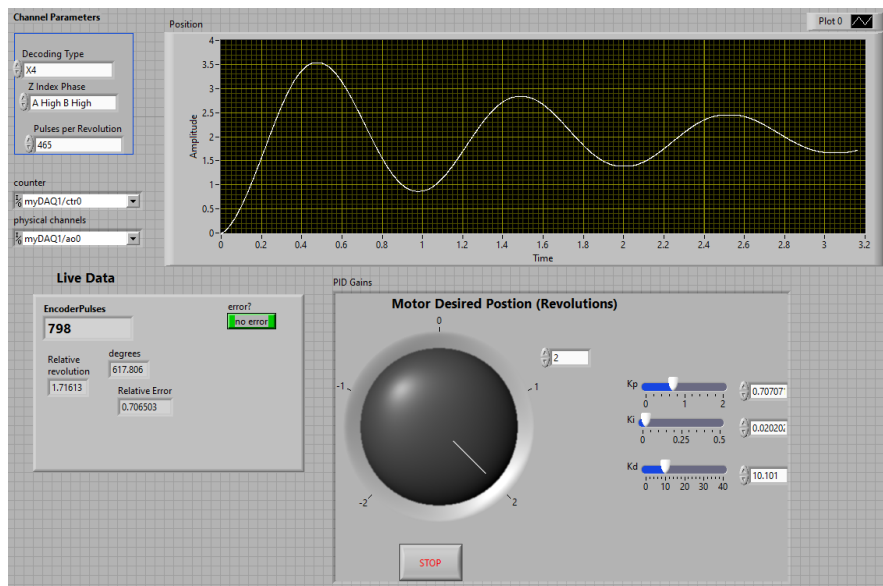 Channel Parameters
Decoding Type
X4
Z Index Phase
A High B High
Pulses per Revolution
465
counter
myDAQ1/ctr0
physical channels
myDAQ1/ao0
Position
Plot 0
Amplitude
4-
3.5-
3-
2.5-
2-
1.5-
1-
0.5-
0-
0 0.2 0.4 0.6 0.8 1 1.2 1.4 1.6 1.8 2 2.2 2.4 2.6 2.8 3 3.2
Time
Live Data
EncoderPulses
798
error?
no error
Relative
revolution
1.71613
degrees
617.806
Relative Error
0.706503
PID Gains
Motor Desired Postion (Revolutions)
0
-1
1
-2
2
2
Kp
0 1 2
0.70707
Ki
0 0.25 0.5
0.02020
Kd
0 10 20 30 40
10.101
STOP